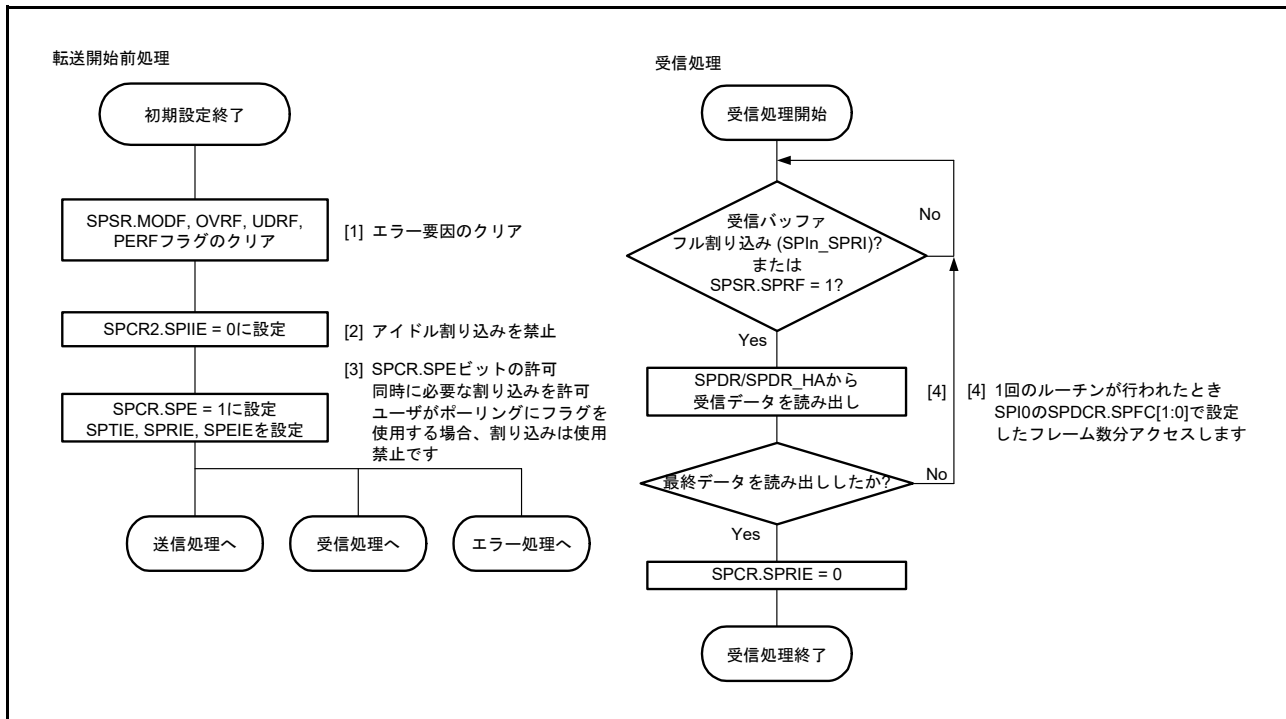 転送開始前処理
初期設定終了
SPSR.MODF, OVRF, UDRF,
PERFフラグのクリア
[1] エラー要因のクリア
SPCR2.SPIIE = 0に設定
[2] アイドル割り込みを禁止
SPCR.SPE = 1に設定
SPTIE, SPRIE, SPEIEを設定
[3] SPCR.SPEビットの許可
同時に必要な割り込みを許可
ユーザがポーリングにフラグを
使用する場合、割り込みは使用
禁止です
送信処理へ
受信処理へ
エラー処理へ
受信処理
受信処理開始
受信バッファ
フル割り込み (SPIn_SPRI)?
または
SPSR.SPRF = 1?
No
Yes
SPDR/SPDR_HAから
受信データを読み出し
[4]
[4] 1回のルーチンが行われたとき
SPI0のSPDCR.SPFC[1:0]で設定
したフレーム数分アクセスします
最終データを読み出ししたか?
No
Yes
SPCR.SPRIE = 0
受信処理終了